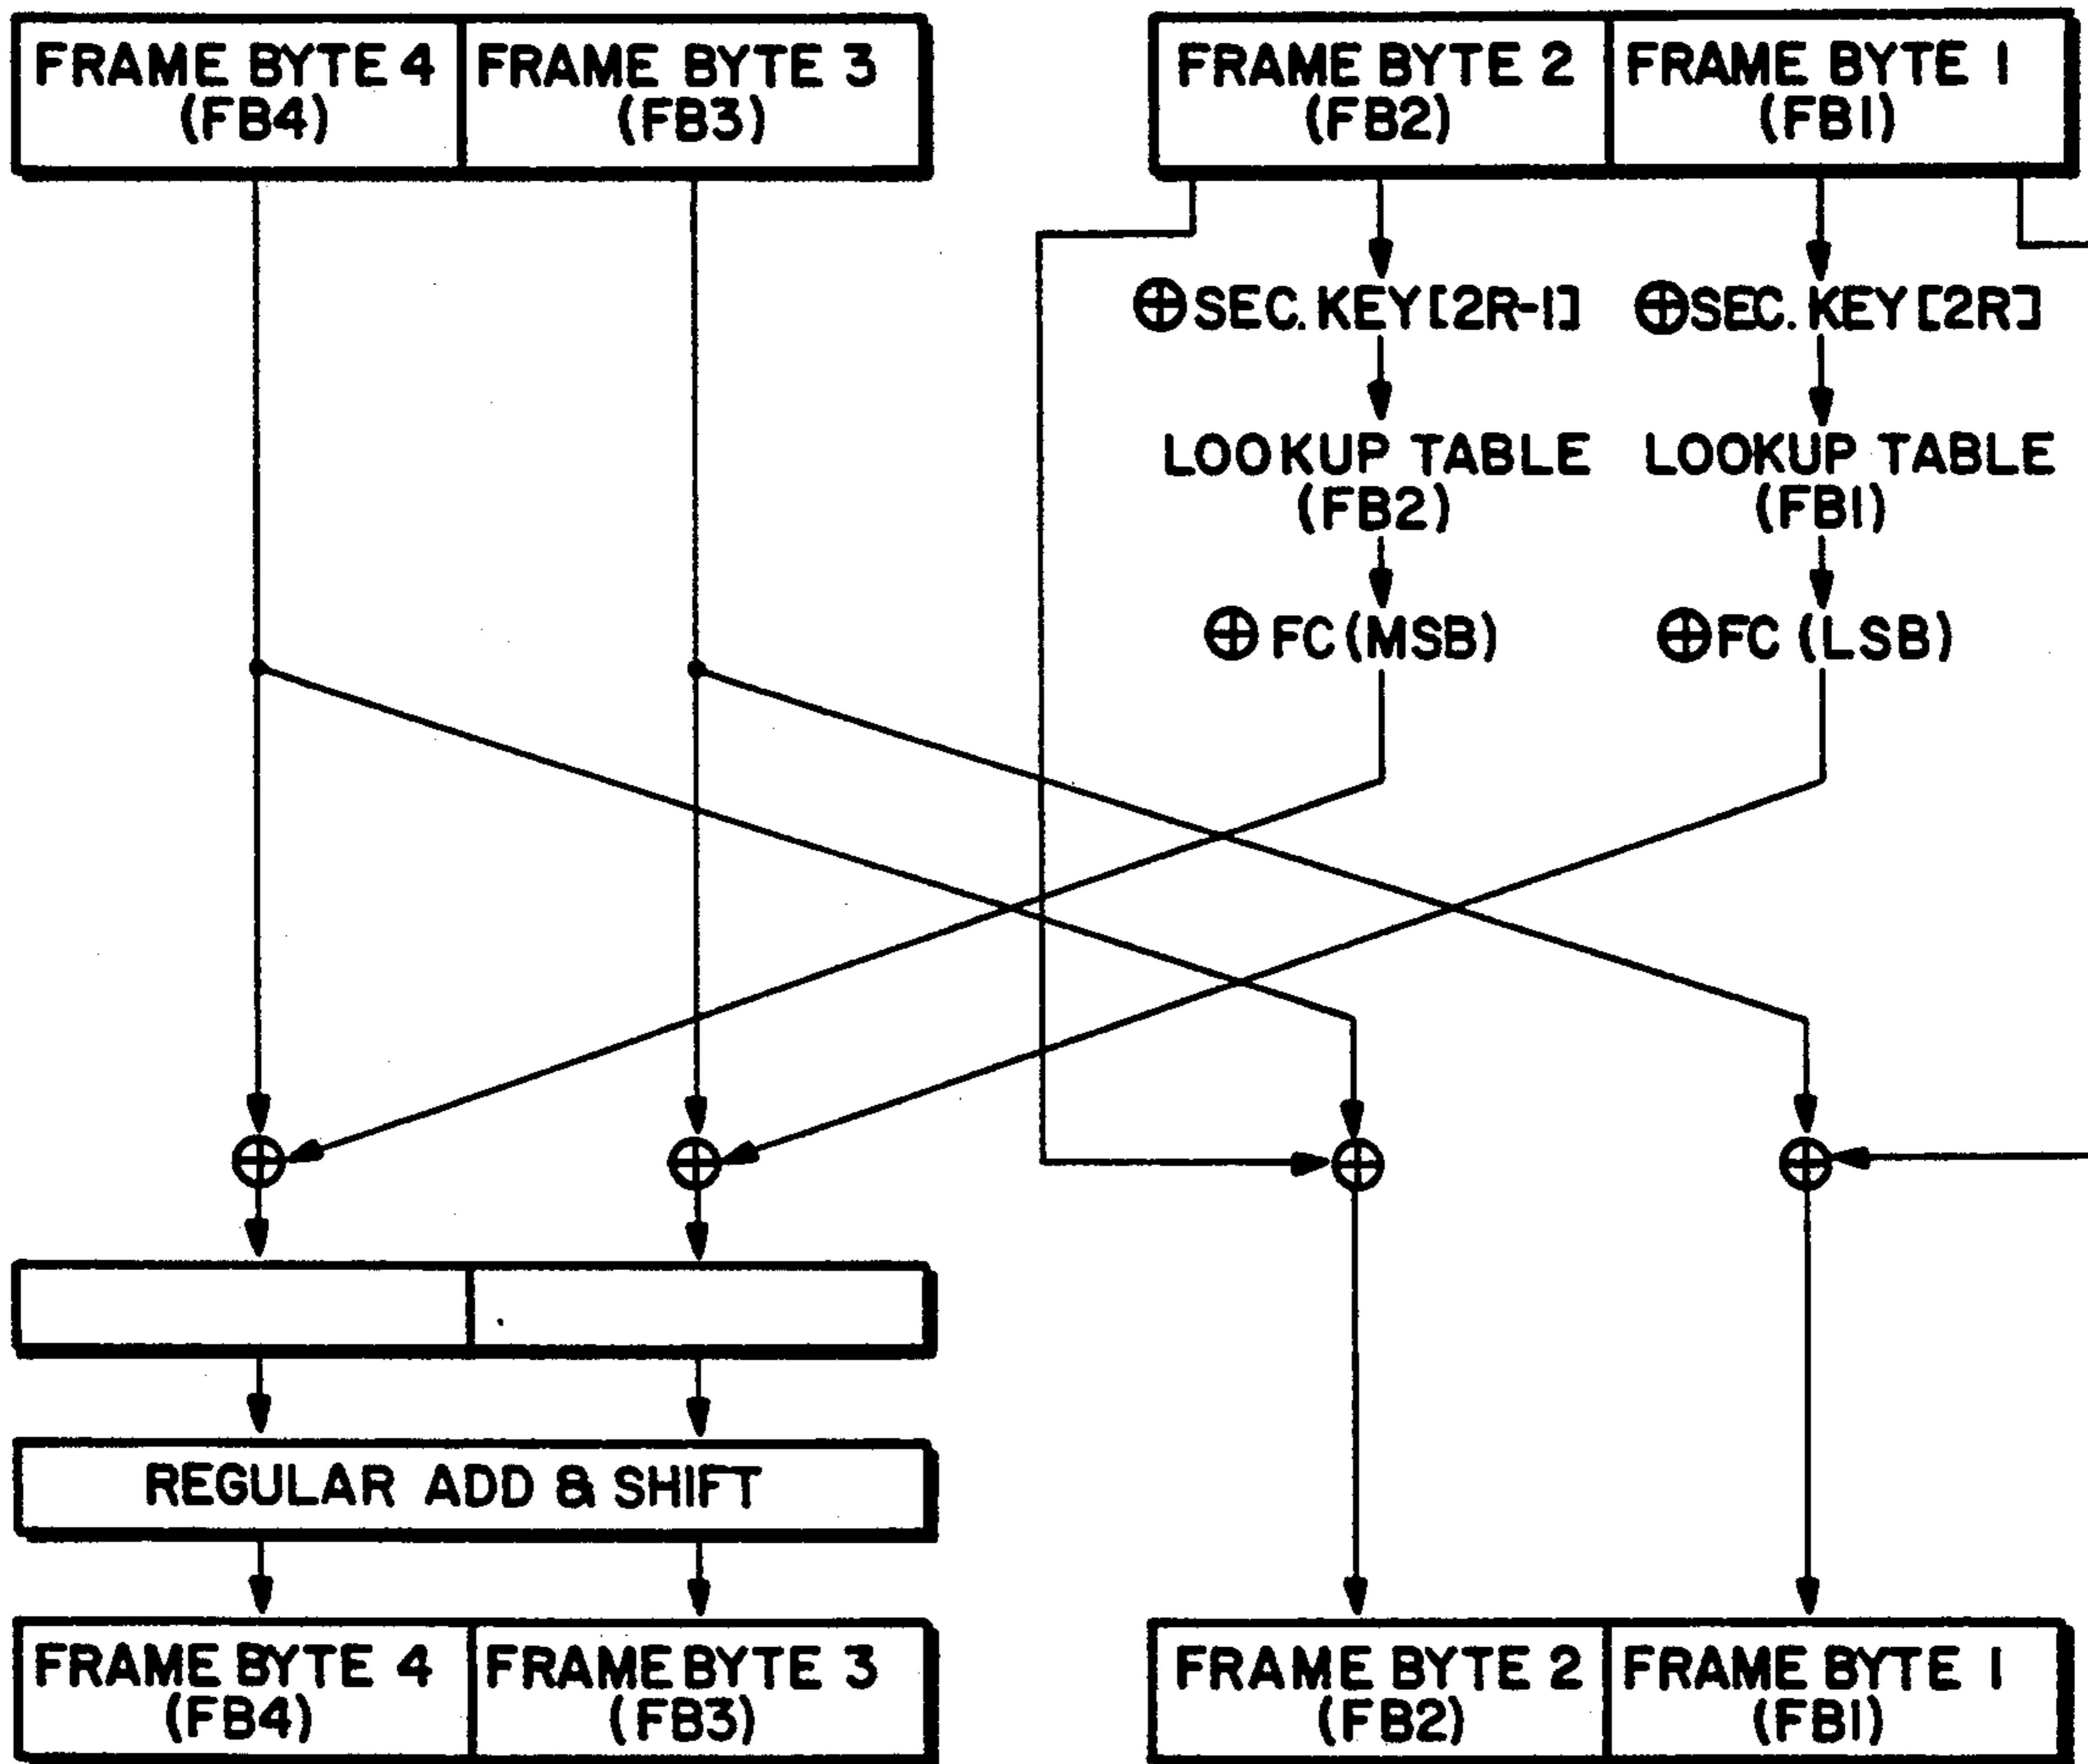 FRAME BYTE 4
(FB4)
FRAME BYTE 3
(FB3)
FRAME BYTE 2
(FB2)
FRAME BYTE 1
(FB1)
⊕ SEC. KEY [2R-1]
⊕ SEC. KEY [2R]
LOOKUP TABLE
(FB2)
LOOKUP TABLE
(FB1)
⊕ FC (MSB)
⊕ FC (LSB)
REGULAR ADD & SHIFT
FRAME BYTE 4
(FB4)
FRAME BYTE 3
(FB3)
FRAME BYTE 2
(FB2)
FRAME BYTE 1
(FB1)